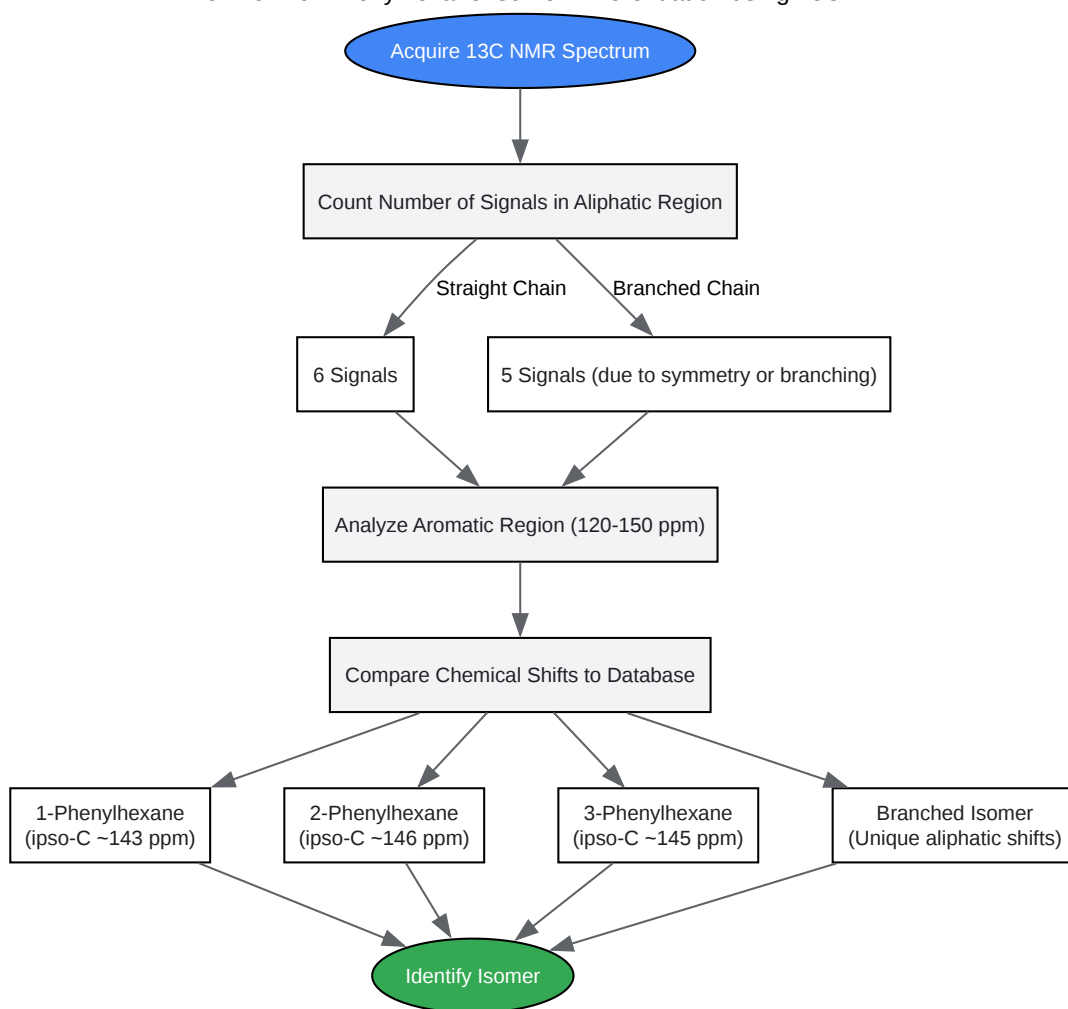 Acquire 13C NMR Spectrum
Count Number of Signals in Aliphatic Region
Straight Chain
Branched Chain
6 Signals
5 Signals (due to symmetry or branching)
Analyze Aromatic Region (120-150 ppm)
Compare Chemical Shifts to Database
1-Phenylhexane
(ipso-C ~143 ppm)
2-Phenylhexane
(ipso-C ~146 ppm)
3-Phenylhexane
(ipso-C ~145 ppm)
Branched Isomer
(Unique aliphatic shifts)
Identify Isomer